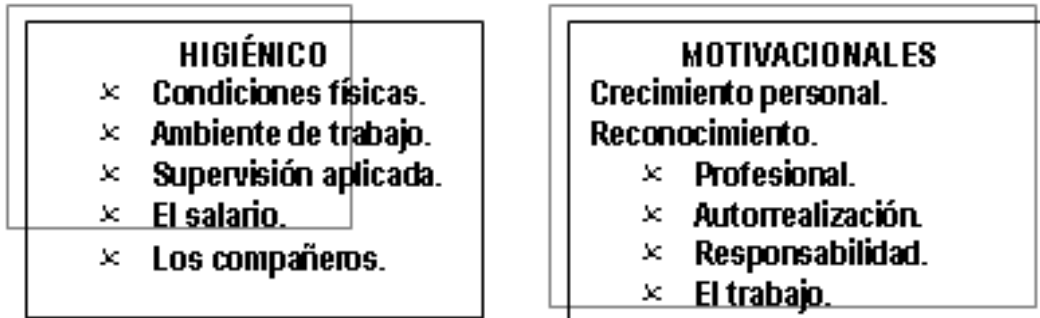 HIGIÉNICO
× Condiciones físicas.
× Ambiente de trabajo.
× Supervisión aplicada.
× El salario.
× Los compañeros.
MOTIVACIONALES
Crecimiento personal.
Reconocimiento.
× Profesional.
× Autorrealización.
× Responsabilidad.
× El trabajo.